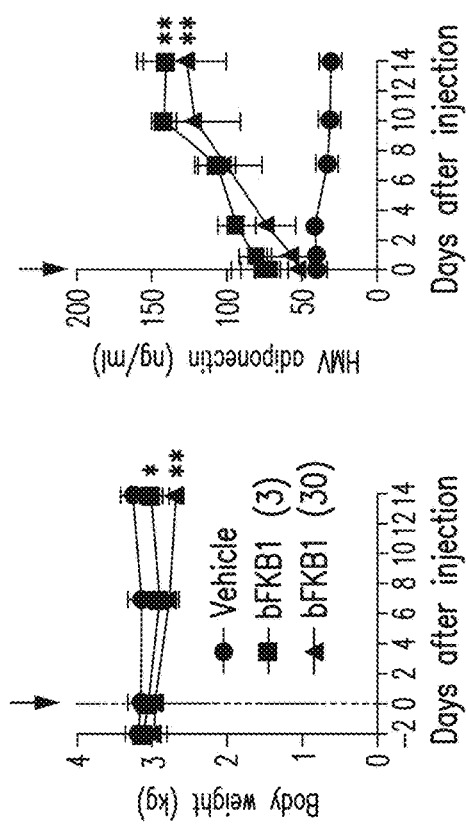 Body weight (kg)
4
3
2
1
0
-2 0 2 4 6 8 10 12 14
Days after injection
Vehicle
bFKB1 (3)
bFKB1 (30)
*
**
HMV adiponectin (ng/ml)
200
150
100
50
0
0 2 4 6 8 10 12 14
Days after injection
**
**